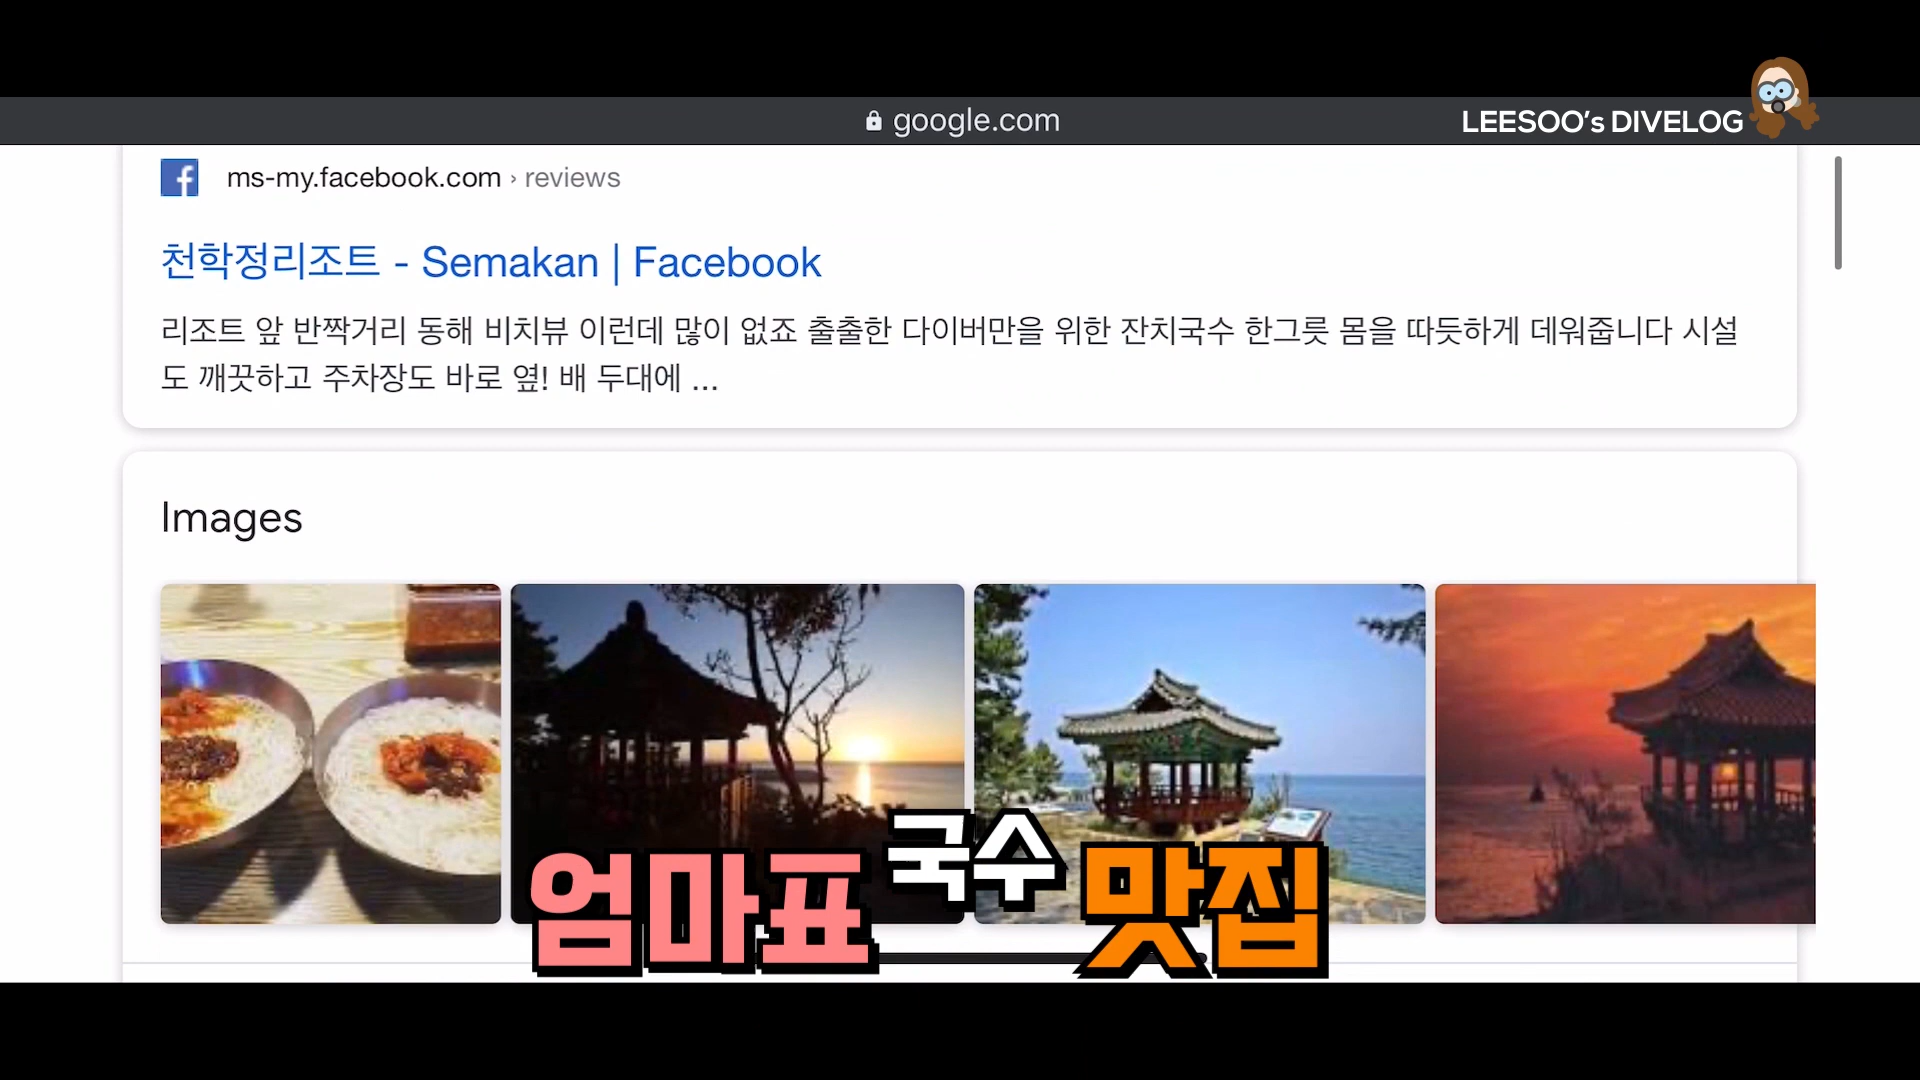 google.com
LEESOO's DIVELOG
ms-my.facebook.com › reviews
천학정리조트 - Semakan | Facebook
리조트 앞 반짝거리 동해 비치뷰 이런데 많이 없죠 출출한 다이버만을 위한 잔치국수 한그릇 몸을 따듯하게 데워줍니다 시설
도 깨끗하고 주차장도 바로 옆! 배 두대에 ...
Images
엄마표 국수 맛집